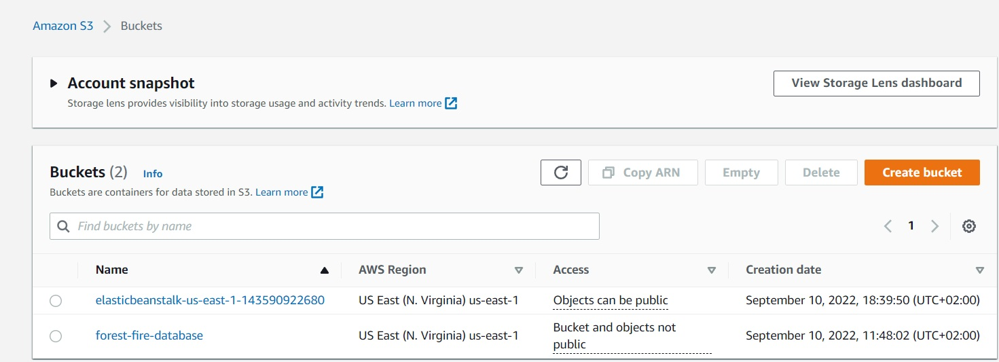 Amazon S3 Buckets
Account snapshot
View Storage Lens dashboard
Storage lens provides visibility into storage usage and activity trends. Learn more
Buckets (2) Info
Copy ARN Empty Delete Create bucket
Buckets are containers for data stored in S3. Learn more
Find buckets by name
1
Name AWS Region Access Creation date
elasticbeanstalk-us-east-1-143590922680 US East (N. Virginia) us-east-1 Objects can be public September 10, 2022, 18:39:50 (UTC+02:00)
forest-fire-database US East (N. Virginia) us-east-1 Bucket and objects not public September 10, 2022, 11:48:02 (UTC+02:00)